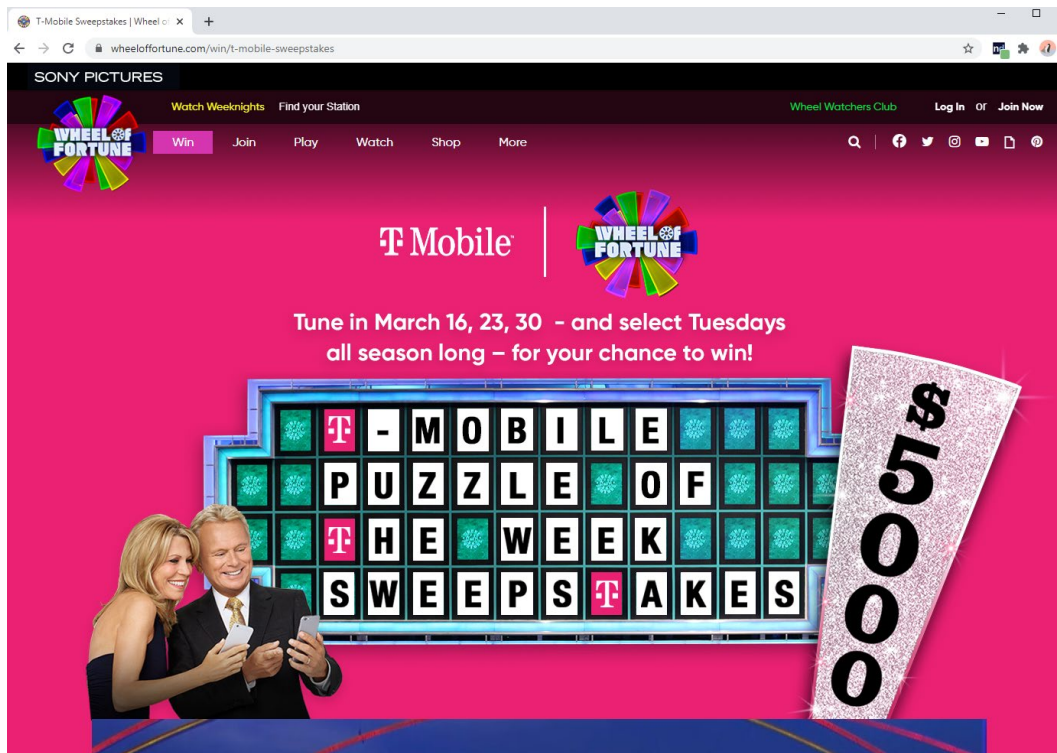 T-Mobile Sweepstakes | Wheel of
wheeloffortune.com/win/t-mobile-sweepstakes
SONY PICTURES
Watch Weeknights Find your Station Wheel Watchers Club Log In or Join Now
WHEEL OF
FORTUNE
Win Join Play Watch Shop More
T Mobile
WHEEL OF
FORTUNE
Tune in March 16, 23, 30 - and select Tuesdays
all season long – for your chance to win!
T-MOBILE
PUZZLE OF
THE WEEK
SWEEPSTAKES
$5000